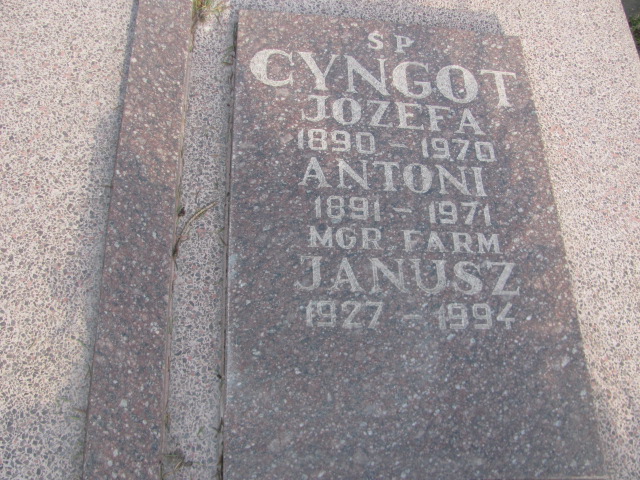 ŚP
CYNGOT
JÓZEFA
1890 - 1970
ANTONI
1891 - 1971
MGR FARM
JANUSZ
1927 - 1994